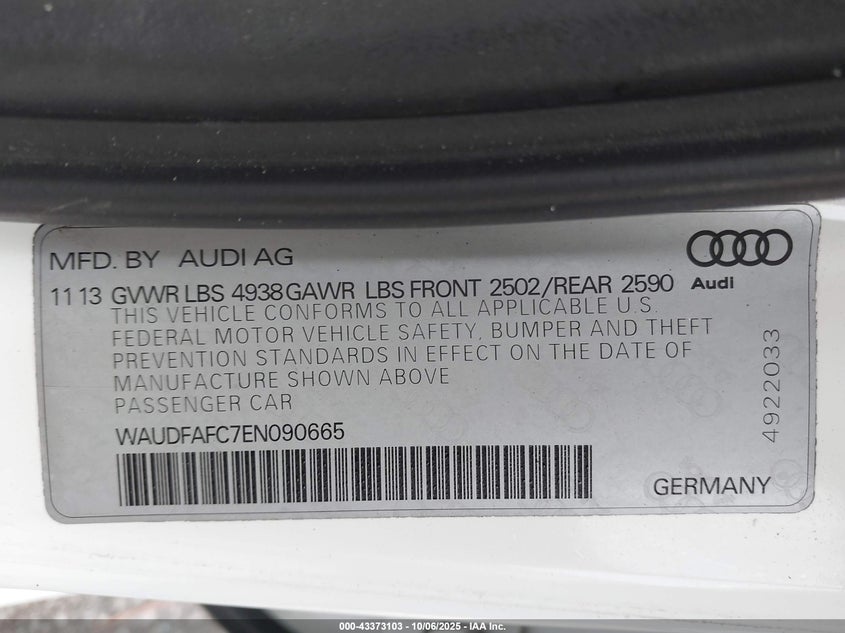 MFD. BY AUDI AG
11 13 GVWR LBS 4938 GAWR LBS FRONT 2502/REAR 2590
Audi
THIS VEHICLE CONFORMS TO ALL APPLICABLE U.S.
FEDERAL MOTOR VEHICLE SAFETY, BUMPER AND THEFT
PREVENTION STANDARDS IN EFFECT ON THE DATE OF
MANUFACTURE SHOWN ABOVE
PASSENGER CAR
4922033
WAUDFAFC7EN090665
GERMANY
000-43373103 - 10/06/2025 - IAA Inc.